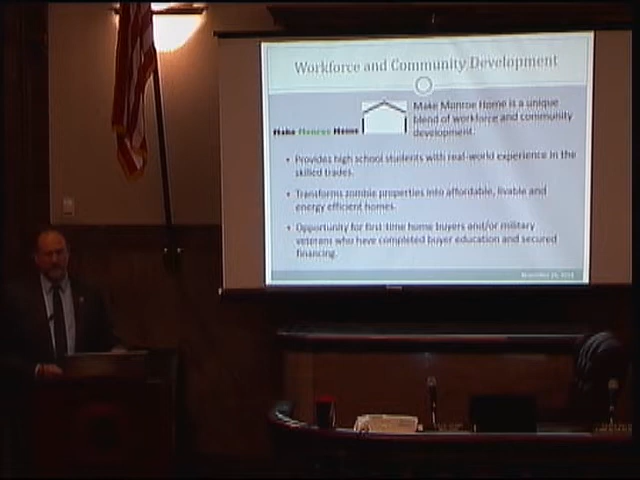 Workforce and Community Development
Make Monroe Home is a unique
blend of workforce and community
development.
Make Monroe Home
• Provides high school students with real-world experience in the
skilled trades.
• Transforms zombie properties into affordable, livable and
energy efficient homes.
• Opportunity for first-time home buyers and/or military
veterans who have completed buyer education and secured
financing.